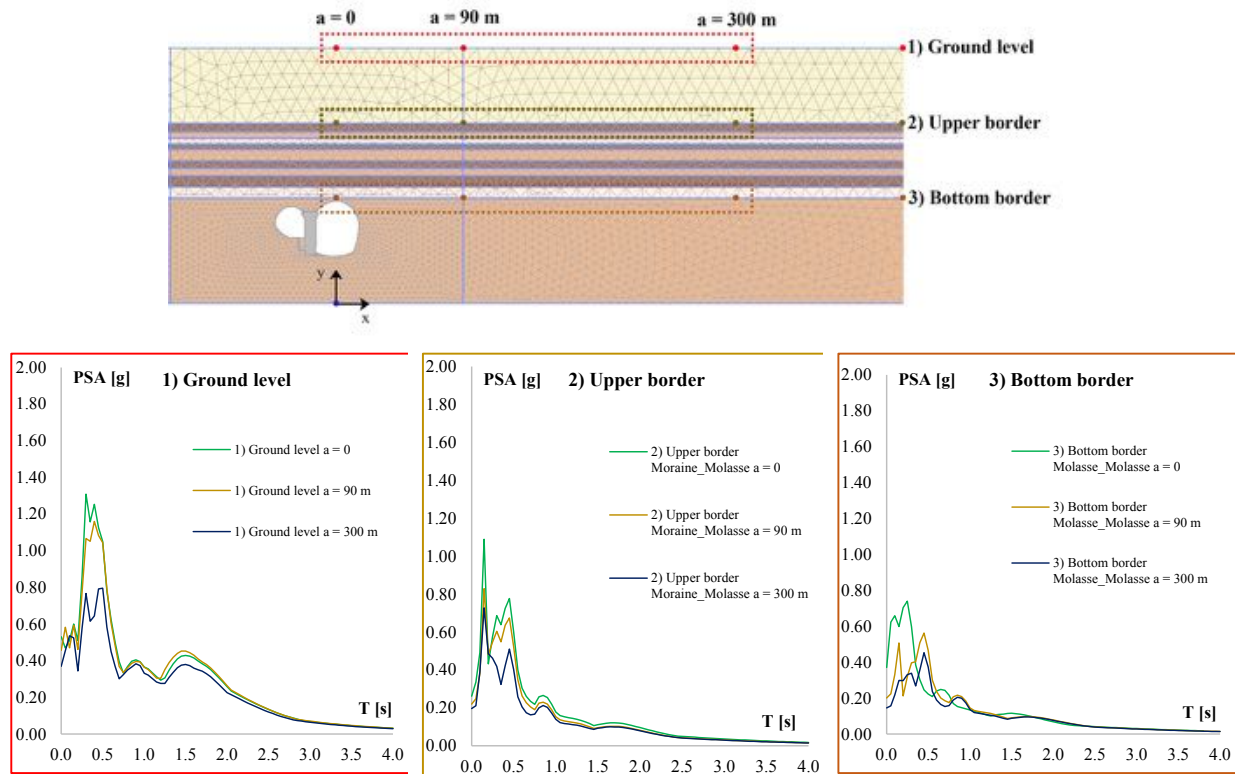 a = 0
a = 90 m
a = 300 m
1) Ground level
2) Upper border
3) Bottom border
y
x
PSA [g]
1) Ground level
2.00
1.80
1.60
1.40
1.20
1.00
0.80
0.60
0.40
0.20
0.00
1) Ground level a = 0
1) Ground level a = 90 m
1) Ground level a = 300 m
T [s]
0.0 0.5 1.0 1.5 2.0 2.5 3.0 3.5 4.0
PSA [g]
2) Upper border
2.00
1.80
1.60
1.40
1.20
1.00
0.80
0.60
0.40
0.20
0.00
2) Upper border
Moraine_Molasse a = 0
2) Upper border
Moraine_Molasse a = 90 m
2) Upper border
Moraine_Molasse a = 300 m
T [s]
0.0 0.5 1.0 1.5 2.0 2.5 3.0 3.5 4.0
PSA [g]
3) Bottom border
2.00
1.80
1.60
1.40
1.20
1.00
0.80
0.60
0.40
0.20
0.00
3) Bottom border
Molasse_Molasse a = 0
3) Bottom border
Molasse_Molasse a = 90 m
3) Bottom border
Molasse_Molasse a = 300 m
T [s]
0.0 0.5 1.0 1.5 2.0 2.5 3.0 3.5 4.0